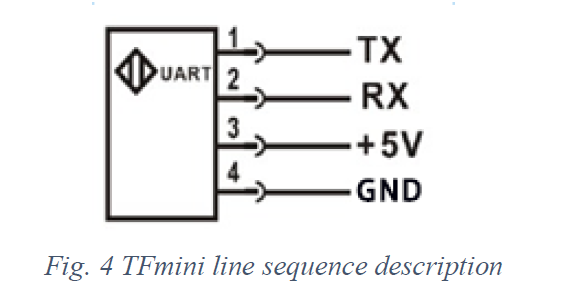 1 TX
UART 2 RX
3 +5V
4 GND
Fig. 4 TFmini line sequence description